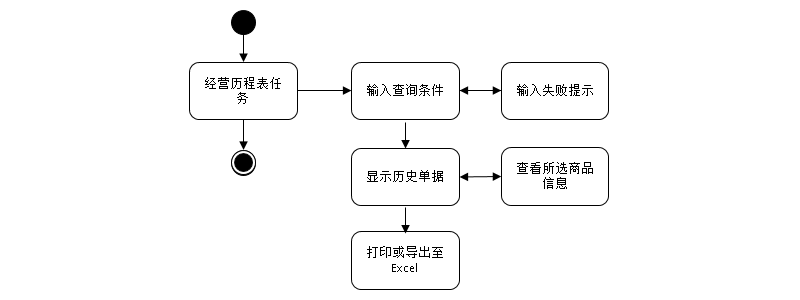 经营历程表任
务
输入查询条件
输入失败提示
显示历史单据
查看所选商品
信息
打印或导出至
Excel